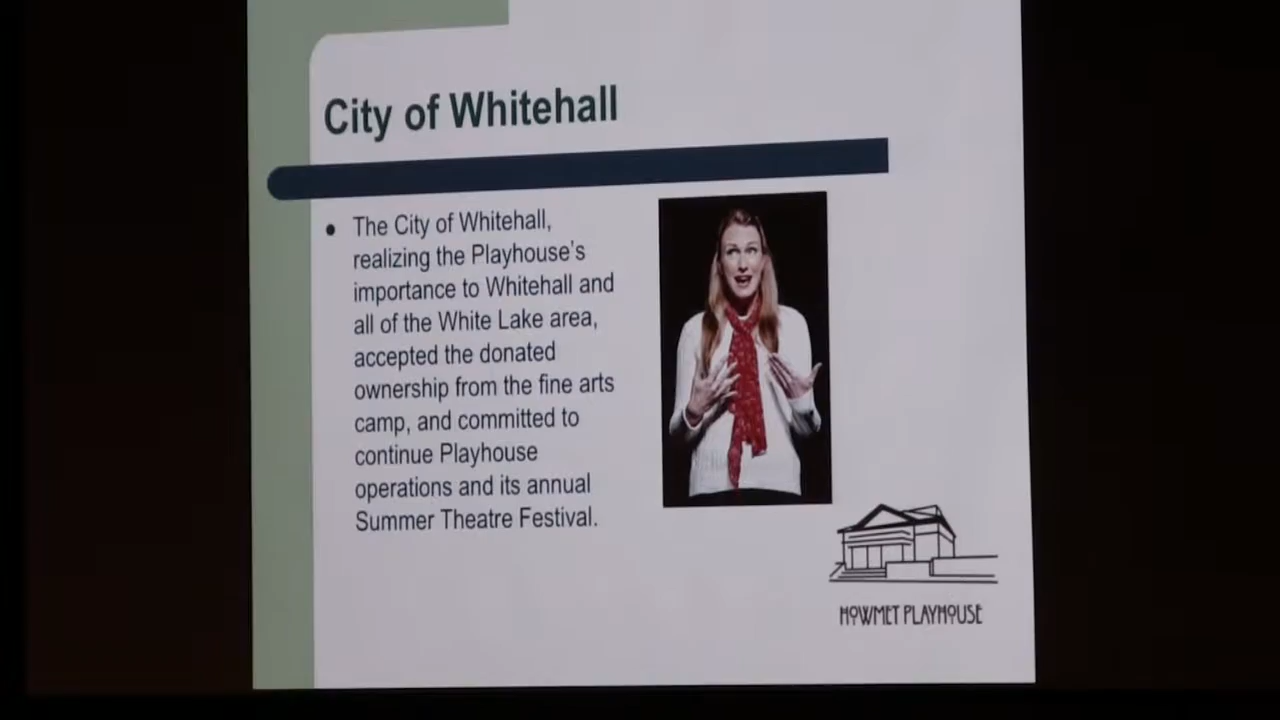 City of Whitehall
• The City of Whitehall,
realizing the Playhouse's
importance to Whitehall and
all of the White Lake area,
accepted the donated
ownership from the fine arts
camp, and committed to
continue Playhouse
operations and its annual
Summer Theatre Festival.
HOWMET PLAYHOUSE